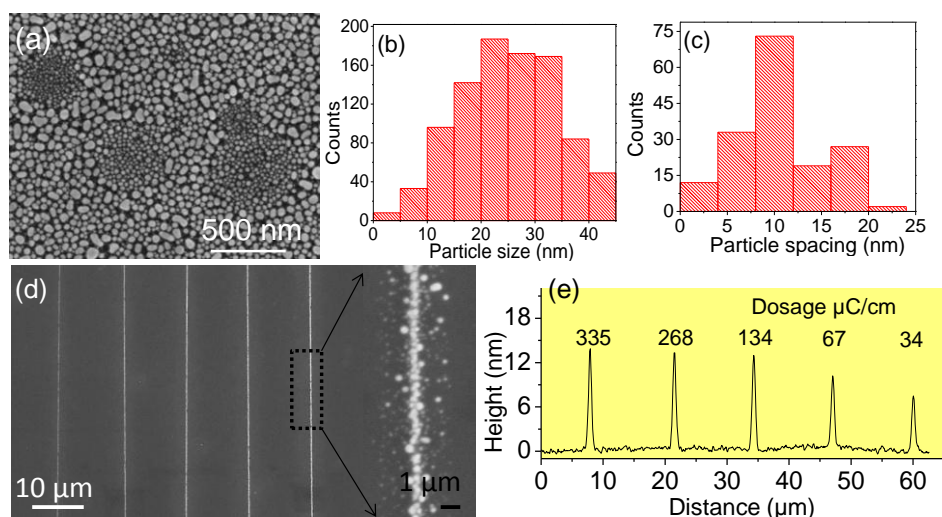 (a)
500 nm
(b)
Counts
200
160
120
80
40
0
0 10 20 30 40
Particle size (nm)
(c)
Counts
75
60
45
30
15
0
0 5 10 15 20 25
Particle spacing (nm)
(d)
10 µm
1 µm
(e)
Dosage µC/cm
335 268 134 67 34
Height (nm)
18
12
6
0
0 10 20 30 40 50 60
Distance (µm)